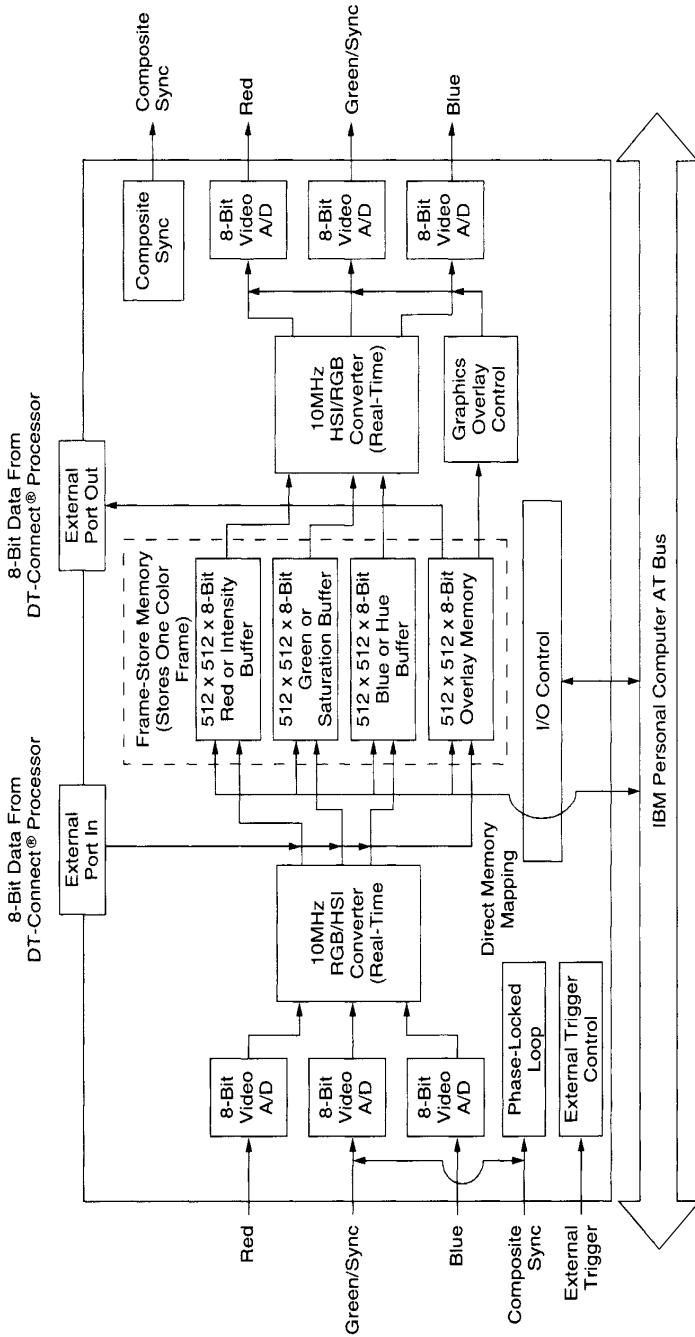 8-Bit Data From
DT-Connect® Processor
External
Port In
8-Bit Data From
DT-Connect® Processor
External
Port Out
Red
Green/Sync
Blue
Composite
Sync
External
Trigger
8-Bit
Video
A/D
8-Bit
Video
A/D
8-Bit
Video
A/D
Phase-Locked
Loop
External Trigger
Control
10MHz
RGB/HSI
Converter
(Real-Time)
Direct Memory
Mapping
Frame-Store Memory
(Stores One Color
Frame)
512 x 512 x 8-Bit
Red or Intensity
Buffer
512 x 512 x 8-Bit
Green or
Saturation Buffer
512 x 512 x 8-Bit
Blue or Hue
Buffer
512 x 512 x 8-Bit
Overlay Memory
I/O Control
10MHz
HSI/RGB
Converter
(Real-Time)
Graphics
Overlay
Control
Composite
Sync
8-Bit
Video
A/D
8-Bit
Video
A/D
8-Bit
Video
A/D
Composite
Sync
Red
Green/Sync
Blue
IBM Personal Computer AT Bus